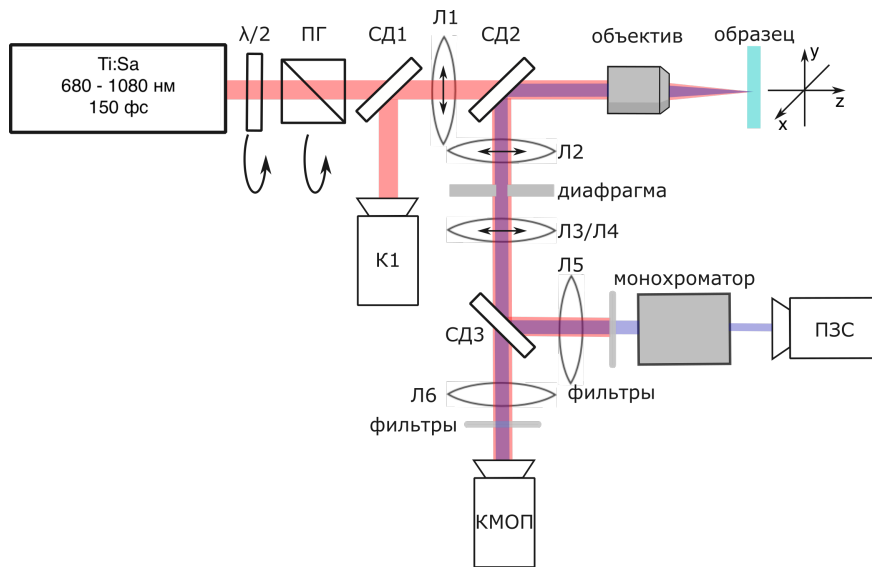 Ti:Sa
680 - 1080 нм
150 фс
λ/2
ПГ
СД1
Л1
СД2
объектив
образец
y
z
x
Л2
диафрагма
Л3/Л4
К1
Л5
монохроматор
СД3
ПЗС
фильтры
Л6
фильтры
КМОП